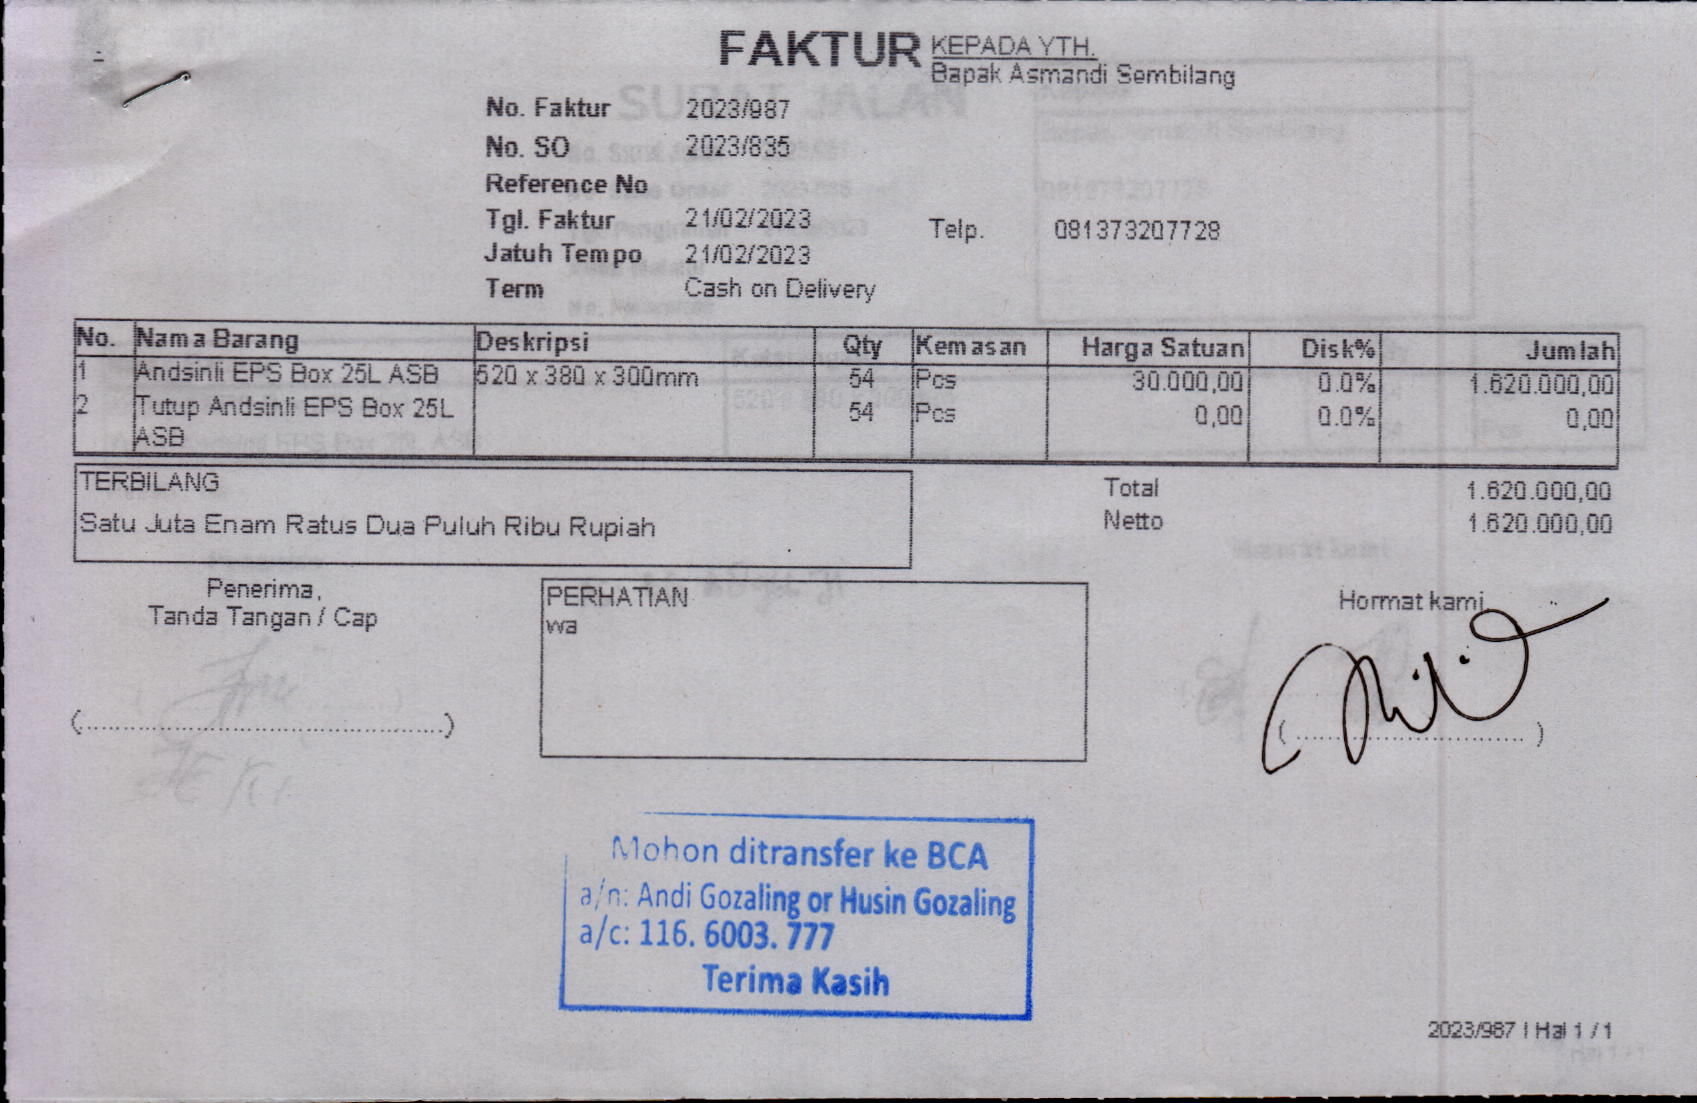 FAKTUR
KEPADA YTH.
Bapak Asmandi Sembilang
No. Faktur 2023/987
No. SO 2023/835
Reference No
Tgl. Faktur 21/02/2023
Telp. 081373207728
Jatuh Tempo 21/02/2023
Term Cash on Delivery
No. Nama Barang Deskripsi Qty Kemasan Harga Satuan Disk% Jumlah
1 Andsinli EPS Box 25L ASB 520 x 380 x 300mm 54 Pcs 30.000,00 0.0% 1.620.000,00
2 Tutup Andsinli EPS Box 25L 54 Pcs 0,00 0.0% 0,00
ASB
TERBILANG
Satu Juta Enam Ratus Dua Puluh Ribu Rupiah
Total 1.620.000,00
Netto 1.620.000,00
Penerima,
Tanda Tangan / Cap
(............................................)
PERHATIAN
wa
Hormat kami
(............................)
Mohon ditransfer ke BCA
a/n: Andi Gozaling or Husin Gozaling
a/c: 116. 6003. 777
Terima Kasih
2023/987 | Hal 1 / 1
SURAT JALAN